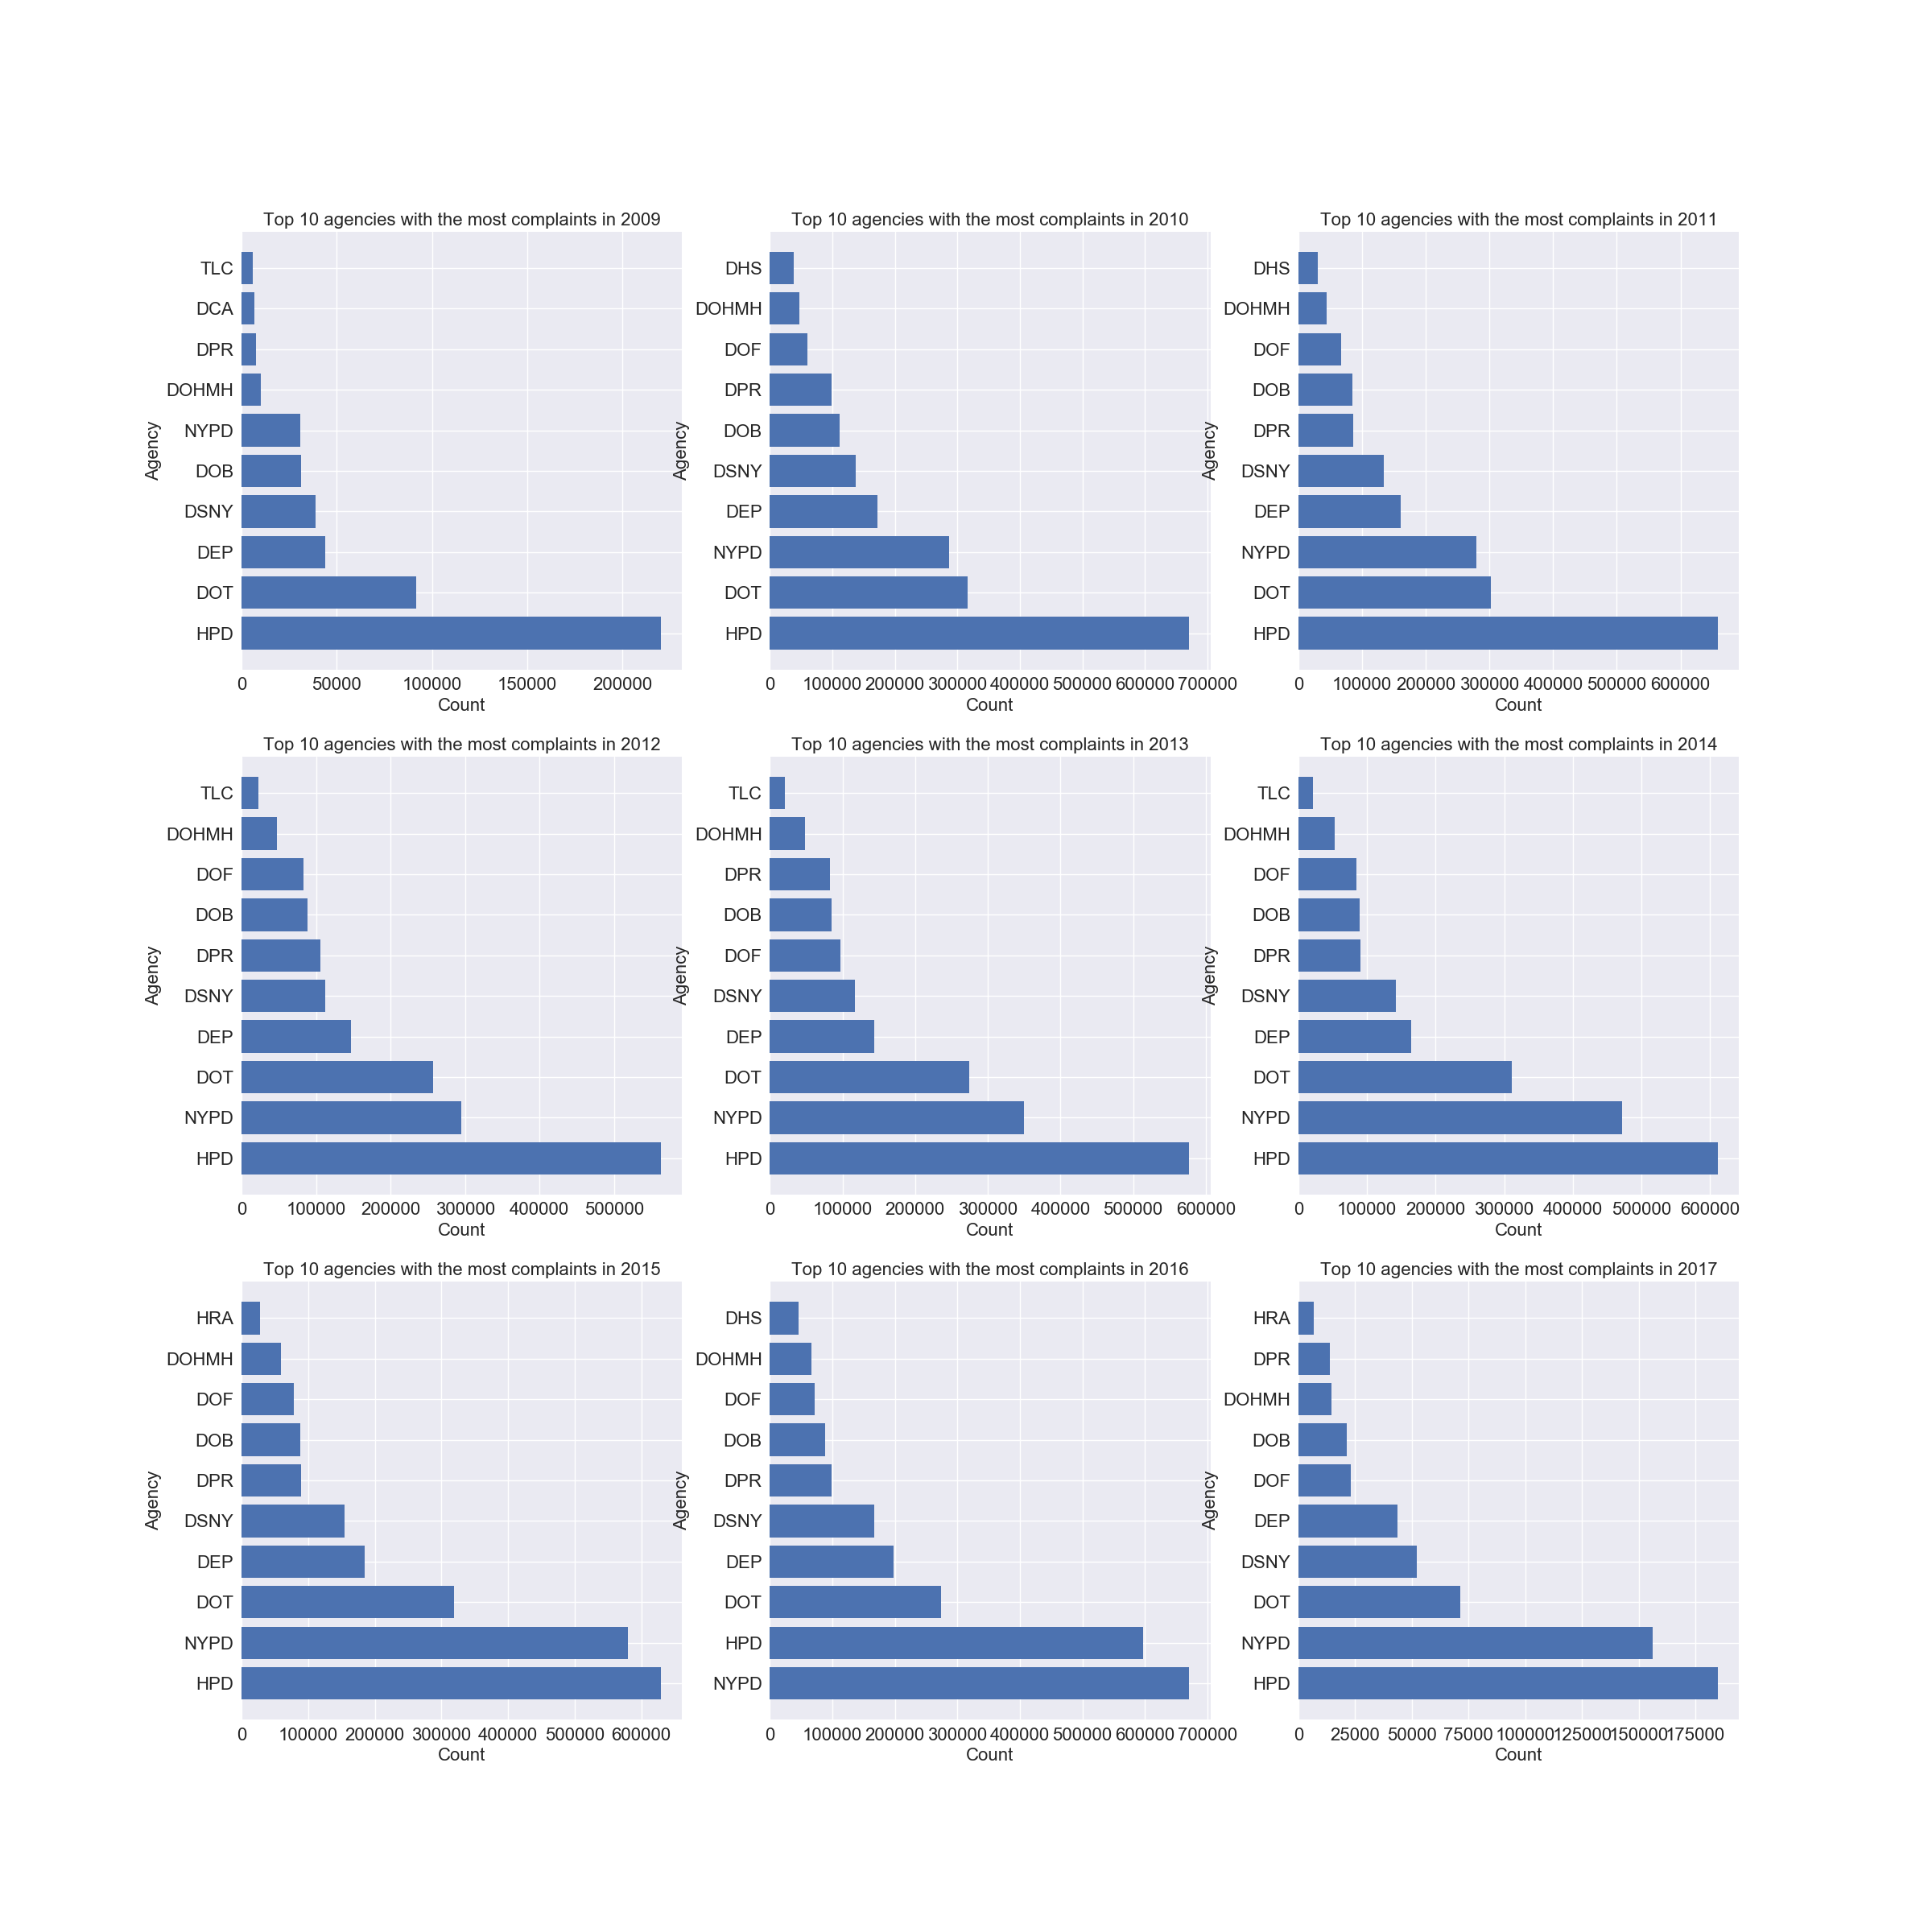 Top 10 agencies with the most complaints in 2009
TLC
DCA
DPR
DOHMH
NYPD
DOB
DSNY
DEP
DOT
HPD
Agency
0 50000 100000 150000 200000
Count
Top 10 agencies with the most complaints in 2010
DHS
DOHMH
DOF
DPR
DOB
DSNY
DEP
NYPD
DOT
HPD
Agency
0 100000 200000 300000 400000 500000 600000 700000
Count
Top 10 agencies with the most complaints in 2011
DHS
DOHMH
DOF
DOB
DPR
DSNY
DEP
NYPD
DOT
HPD
Agency
0 100000 200000 300000 400000 500000 600000
Count
Top 10 agencies with the most complaints in 2012
TLC
DOHMH
DOF
DOB
DPR
DSNY
DEP
DOT
NYPD
HPD
Agency
0 100000 200000 300000 400000 500000
Count
Top 10 agencies with the most complaints in 2013
TLC
DOHMH
DPR
DOB
DOF
DSNY
DEP
DOT
NYPD
HPD
Agency
0 100000 200000 300000 400000 500000 600000
Count
Top 10 agencies with the most complaints in 2014
TLC
DOHMH
DOF
DOB
DPR
DSNY
DEP
DOT
NYPD
HPD
Agency
0 100000 200000 300000 400000 500000 600000
Count
Top 10 agencies with the most complaints in 2015
HRA
DOHMH
DOF
DOB
DPR
DSNY
DEP
DOT
NYPD
HPD
Agency
0 100000 200000 300000 400000 500000 600000
Count
Top 10 agencies with the most complaints in 2016
DHS
DOHMH
DOF
DOB
DPR
DSNY
DEP
DOT
HPD
NYPD
Agency
0 100000 200000 300000 400000 500000 600000 700000
Count
Top 10 agencies with the most complaints in 2017
HRA
DPR
DOHMH
DOB
DOF
DEP
DSNY
DOT
NYPD
HPD
Agency
0 25000 50000 75000 100000 125000 150000 175000
Count